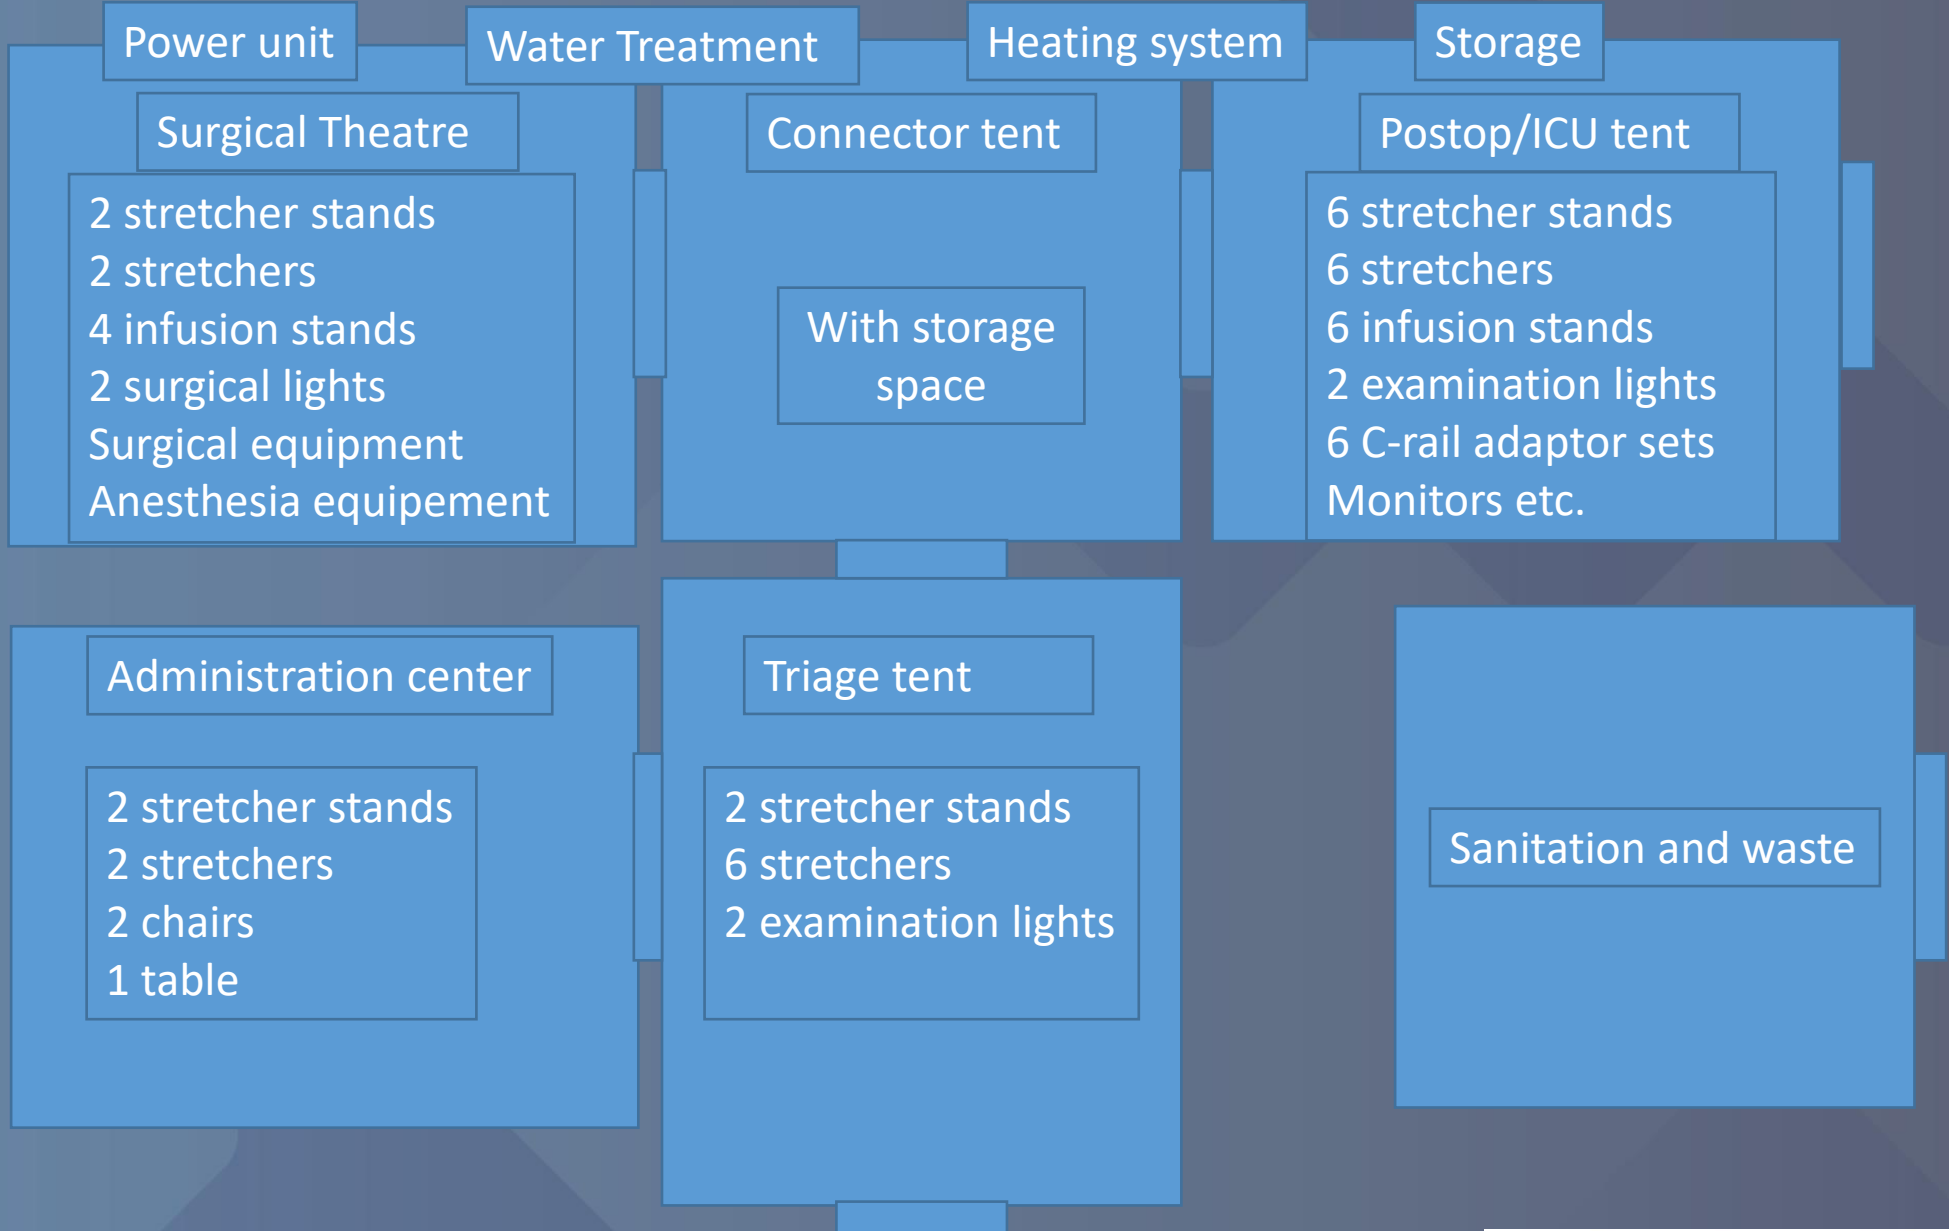 Power unit
Water Treatment
Heating system
Storage
Surgical Theatre
2 stretcher stands
2 stretchers
4 infusion stands
2 surgical lights
Surgical equipment
Anesthesia equipement
Connector tent
With storage
space
Postop/ICU tent
6 stretcher stands
6 stretchers
6 infusion stands
2 examination lights
6 C-rail adaptor sets
Monitors etc.
Administration center
2 stretcher stands
2 stretchers
2 chairs
1 table
Triage tent
2 stretcher stands
6 stretchers
2 examination lights
Sanitation and waste